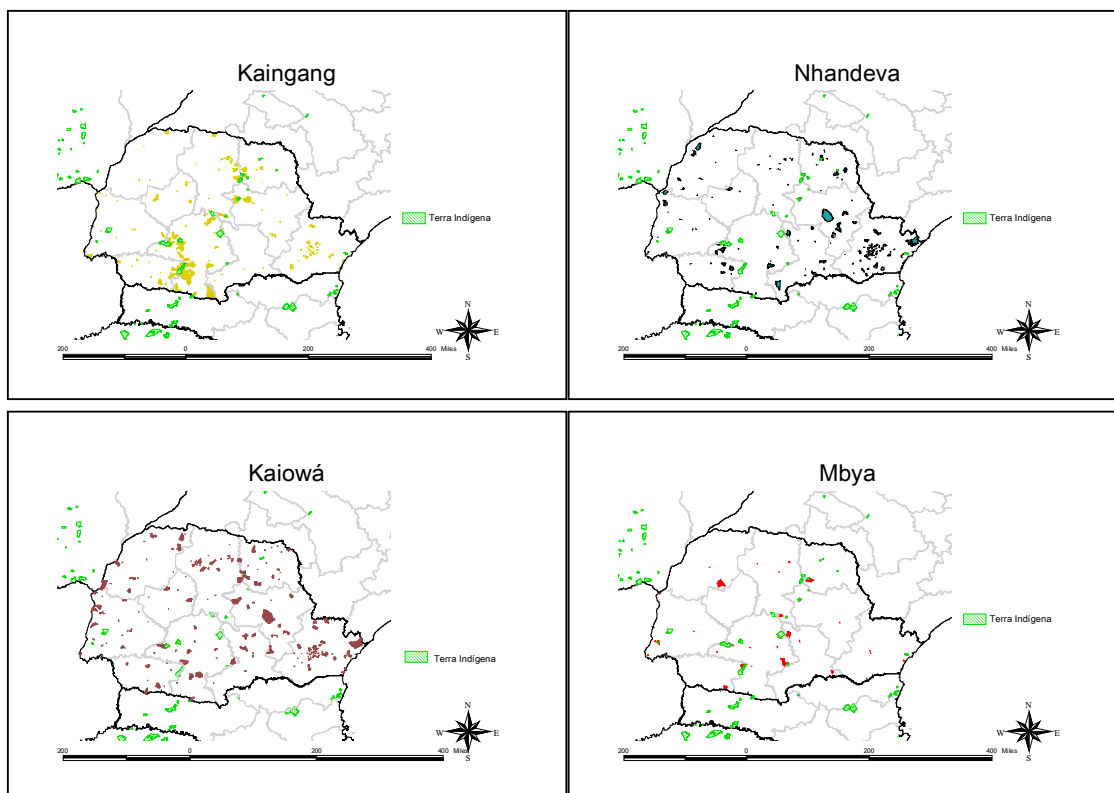 Kaingang
Terra Indígena
N
W E
S
200 0 200 400 Miles
Nhandeva
Terra Indígena
N
W E
S
200 0 200 400 Miles
Kaiowá
Terra Indígena
N
W E
S
200 0 200 400 Miles
Mbya
Terra Indígena
N
W E
S
200 0 200 400 Miles